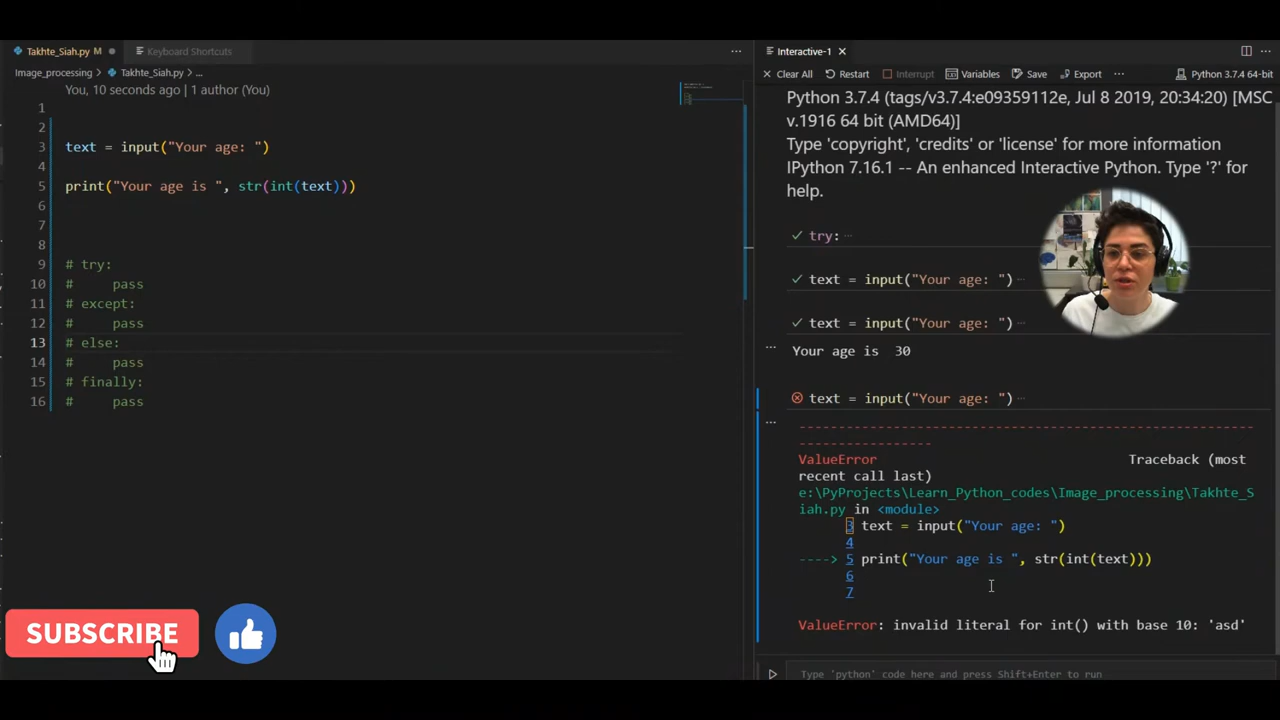 Takhte_Siah.py M
Keyboard Shortcuts
Image_processing > Takhte_Siah.py > ...
You, 10 seconds ago | 1 author (You)
1
2
3 text = input("Your age: ")
4
5 print("Your age is ", str(int(text)))
6
7
8
9 # try:
10 #     pass
11 # except:
12 #     pass
13 # else:
14 #     pass
15 # finally:
16 #     pass
SUBSCRIBE
Interactive-1
Clear All Restart Interrupt Variables Save Export ... Python 3.7.4 64-bit
Python 3.7.4 (tags/v3.7.4:e09359112e, Jul 8 2019, 20:34:20) [MSC
v.1916 64 bit (AMD64)]
Type 'copyright', 'credits' or 'license' for more information
IPython 7.16.1 -- An enhanced Interactive Python. Type '?' for
help.
try: ...
text = input("Your age: ") ...
text = input("Your age: ") ...
Your age is  30
text = input("Your age: ") ...
---------------------------------------------------------------------------
ValueError                                Traceback (most
recent call last)
e:\PyProjects\Learn_Python_codes\Image_processing\Takhte_S
iah.py in <module>
3 text = input("Your age: ")
4
----> 5 print("Your age is ", str(int(text)))
6
7
ValueError: invalid literal for int() with base 10: 'asd'
Type 'python' code here and press Shift+Enter to run